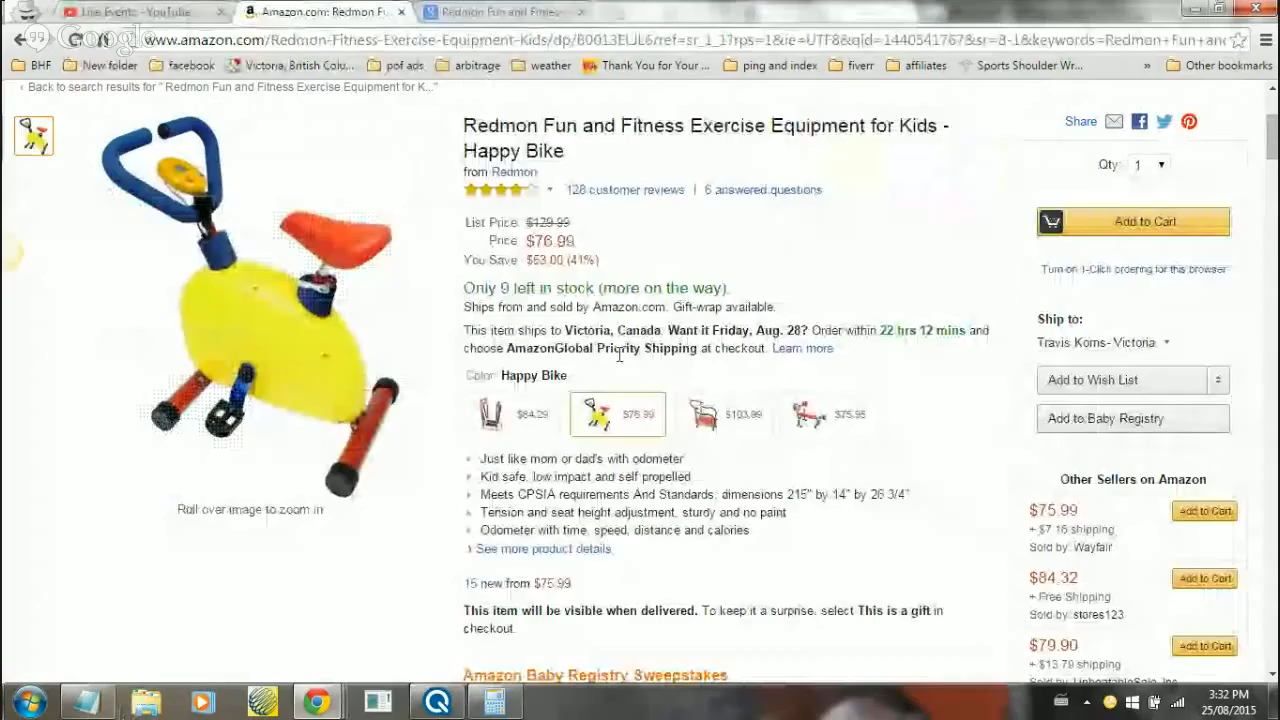 Live Events - YouTube
Amazon.com: Redmon Fu
Redmon Fun and Fitness
Google
www.amazon.com/Redmon-Fitness-Exercise-Equipment-Kids/dp/B0013EUL6/ref=sr_1_1?rps=1&ie=UTF8&qid=1440541767&sr=8-1&keywords=Redmon+Fun+and
BHF New folder facebook Victoria, British Colu... pof ads arbitrage weather Thank You for Your ... ping and index fiverr affiliates Sports Shoulder Wr... » Other bookmarks
‹ Back to search results for " Redmon Fun and Fitness Exercise Equipment for K..."
Redmon Fun and Fitness Exercise Equipment for Kids -
Happy Bike
from Redmon
128 customer reviews | 6 answered questions
List Price: $129.99
Price: $76.99
You Save: $53.00 (41%)
Only 9 left in stock (more on the way).
Ships from and sold by Amazon.com. Gift-wrap available.
This item ships to Victoria, Canada. Want it Friday, Aug. 28? Order within 22 hrs 12 mins and
choose AmazonGlobal Priority Shipping at checkout. Learn more
Color: Happy Bike
$84.29 $76.99 $103.99 $75.95
Just like mom or dad's with odometer
Kid safe, low impact and self propelled
Meets CPSIA requirements And Standards, dimensions 215" by 14" by 26 3/4"
Tension and seat height adjustment, sturdy and no paint
Odometer with time, speed, distance and calories
› See more product details
15 new from $75.99
This item will be visible when delivered. To keep it a surprise, select This is a gift in
checkout.
Amazon Baby Registry Sweepstakes
Roll over image to zoom in
Share
Qty: 1
Add to Cart
Turn on 1-Click ordering for this browser
Ship to:
Travis Korns- Victoria
Add to Wish List
Add to Baby Registry
Other Sellers on Amazon
$75.99 Add to Cart
+ $7.16 shipping
Sold by: Wayfair
$84.32 Add to Cart
+ Free Shipping
Sold by: stores123
$79.90 Add to Cart
+ $13.79 shipping
Sold by: UnbeatableSale, Inc.
3:32 PM
25/08/2015